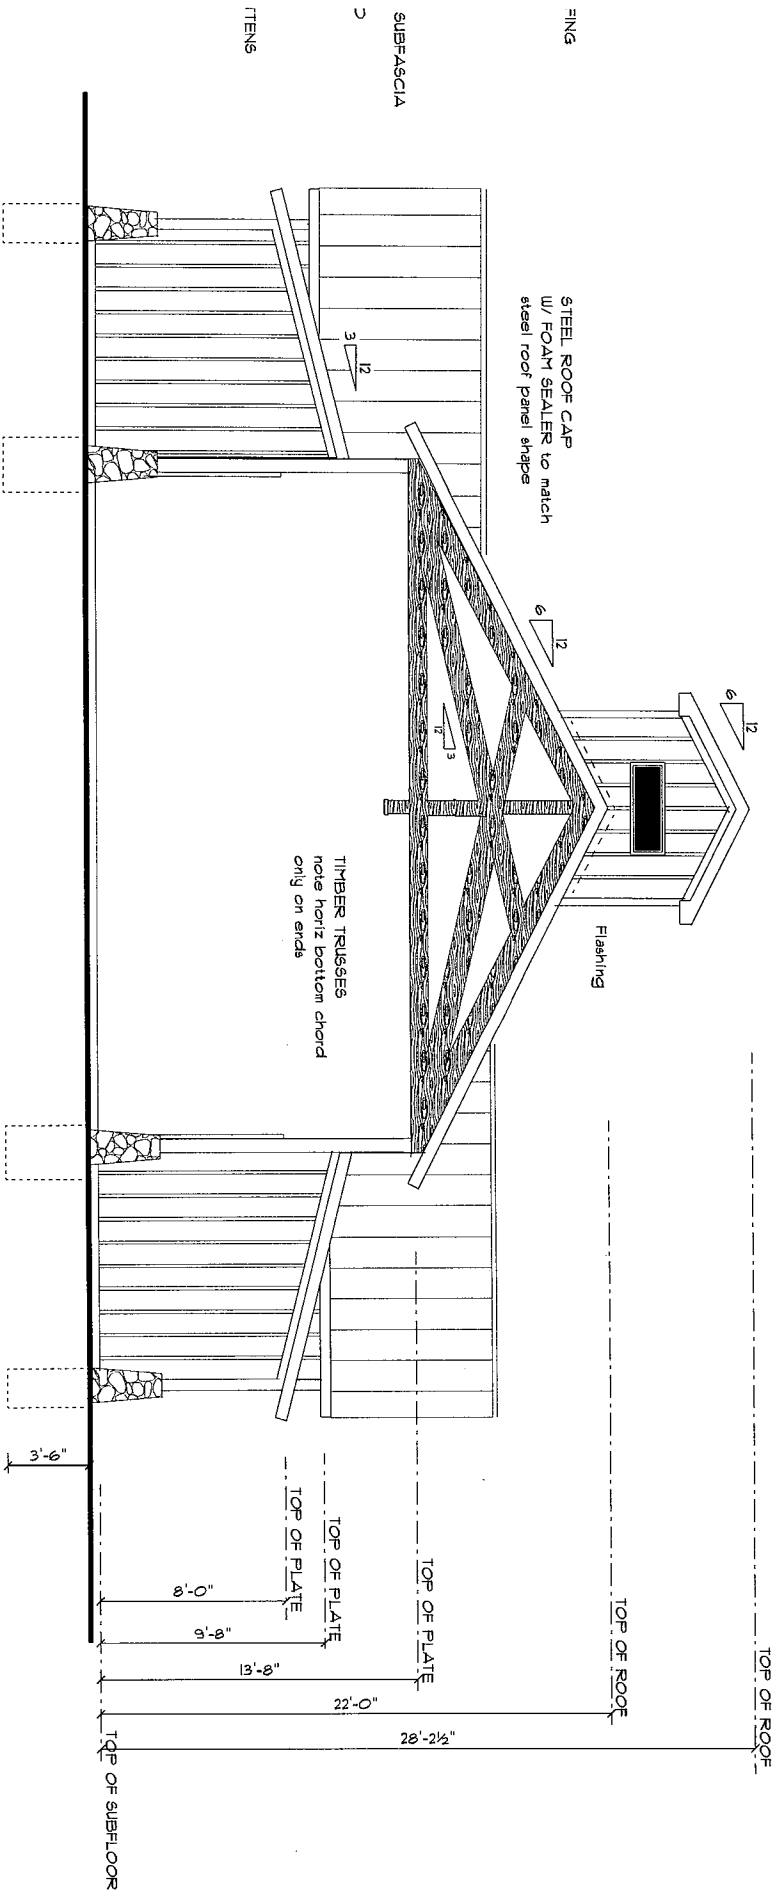 FING
SUBFASCIA
ITENS
STEEL ROOF CAP
W/ FOAM SEALER to match
steel roof panel shape
12
3
12
6
12
6
3
12
TIMBER TRUSSES
note horiz bottom chord
only on ends
Flashing
TOP OF ROOF
TOP OF ROOF
TOP OF PLATE
TOP OF PLATE
TOP OF PLATE
TOP OF SUBFLOOR
3'-6"
8'-0"
9'-8"
13'-8"
22'-0"
28'-2½"